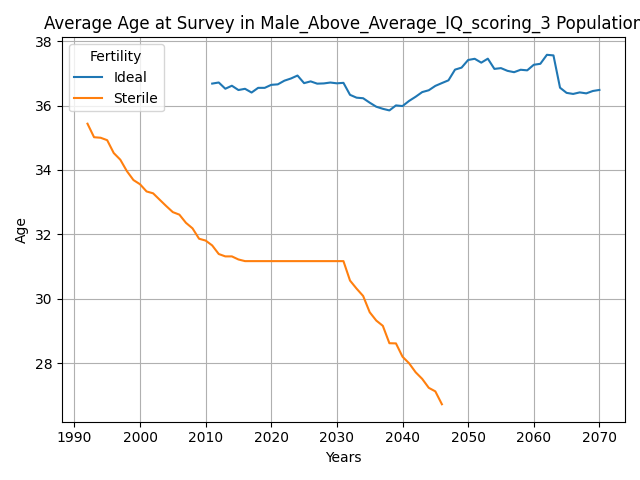 Average Age at Survey in Male_Above_Average_IQ_scoring_3 Population
Fertility
Ideal
Sterile
38
36
34
32
30
28
Age
1990 2000 2010 2020 2030 2040 2050 2060 2070
Years